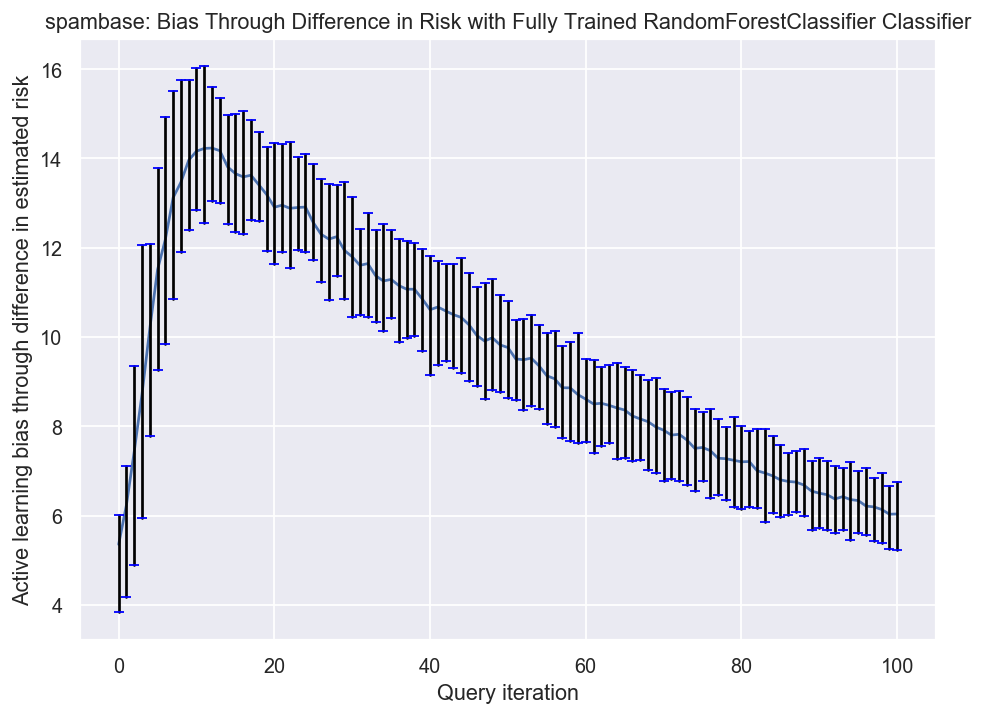 spambase: Bias Through Difference in Risk with Fully Trained RandomForestClassifier Classifier
Active learning bias through difference in estimated risk
16
14
12
10
8
6
4
0 20 40 60 80 100
Query iteration